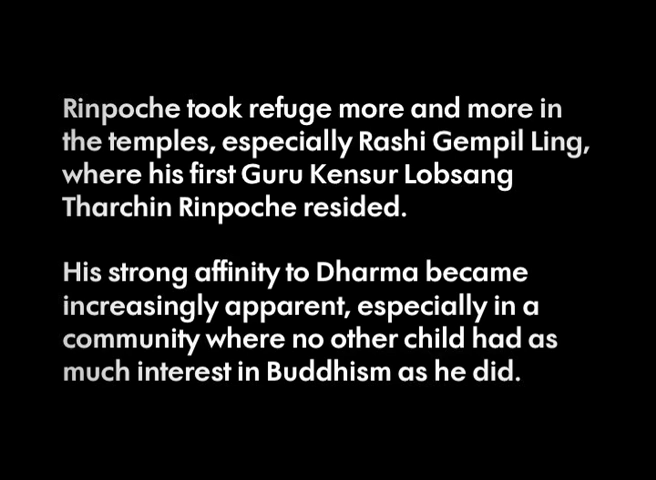 Rinpoche took refuge more and more in
the temples, especially Rashi Gempil Ling,
where his first Guru Kensur Lobsang
Tharchin Rinpoche resided.
His strong affinity to Dharma became
increasingly apparent, especially in a
community where no other child had as
much interest in Buddhism as he did.